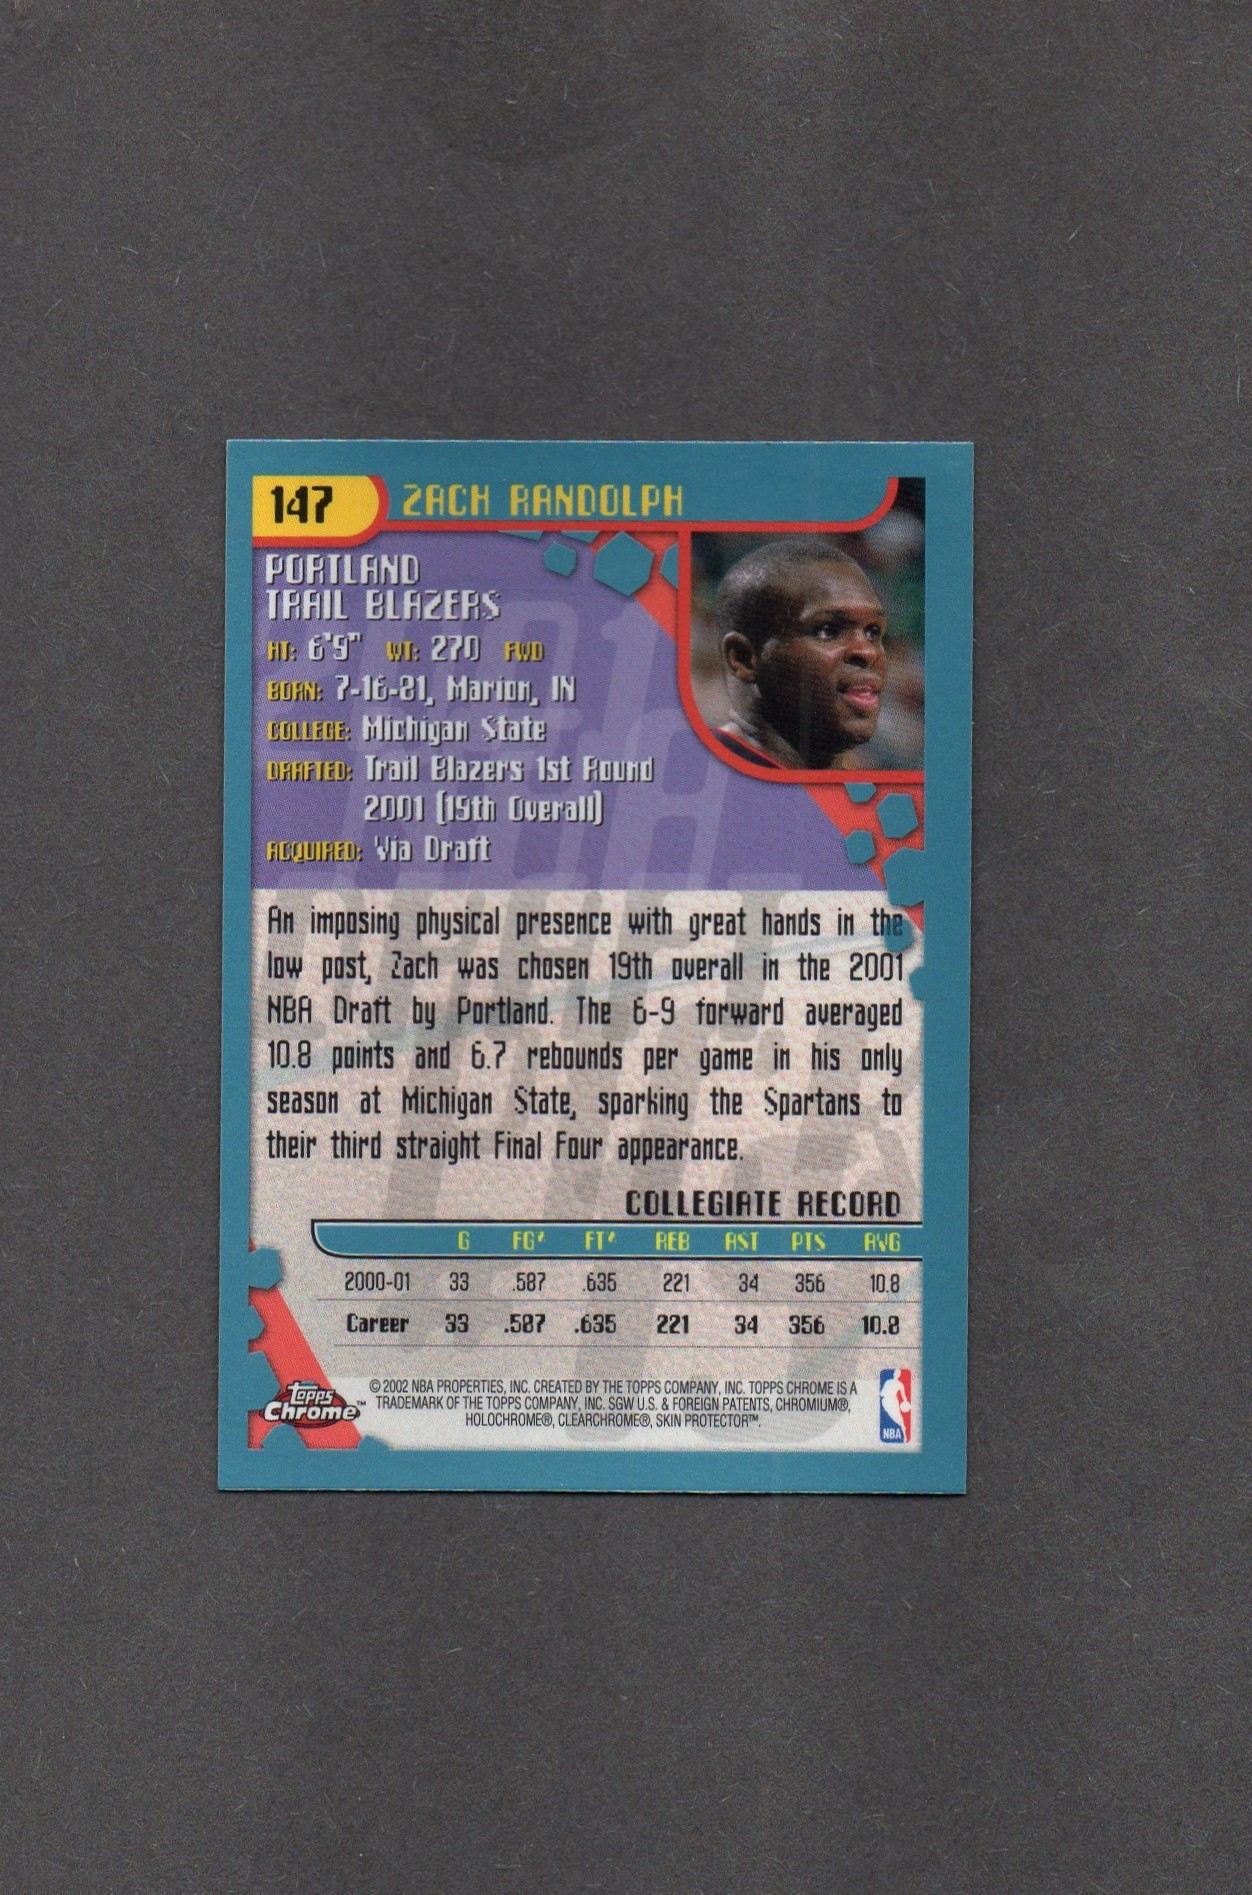 147 ZACH RANDOLPH
PORTLAND
TRAIL BLAZERS
HT: 6'9" WT: 270 FWD
BORN: 7-16-81, Marion, IN
COLLEGE: Michigan State
DRAFTED: Trail Blazers 1st Round
2001 (19th Overall)
ACQUIRED: Via Draft
An imposing physical presence with great hands in the
low post, Zach was chosen 19th overall in the 2001
NBA Draft by Portland. The 6-9 forward averaged
10.8 points and 6.7 rebounds per game in his only
season at Michigan State, sparking the Spartans to
their third straight Final Four appearance.
COLLEGIATE RECORD
G FG% FT% REB AST PTS AVG
2000-01 33 .587 .635 221 34 356 10.8
Career 33 .587 .635 221 34 356 10.8
Topps
Chrome™
© 2002 NBA PROPERTIES, INC. CREATED BY THE TOPPS COMPANY, INC. TOPPS CHROME IS A
TRADEMARK OF THE TOPPS COMPANY, INC. SGW U.S. & FOREIGN PATENTS, CHROMIUM®,
HOLOCHROME®, CLEARCHROME®, SKIN PROTECTOR™.
NBA